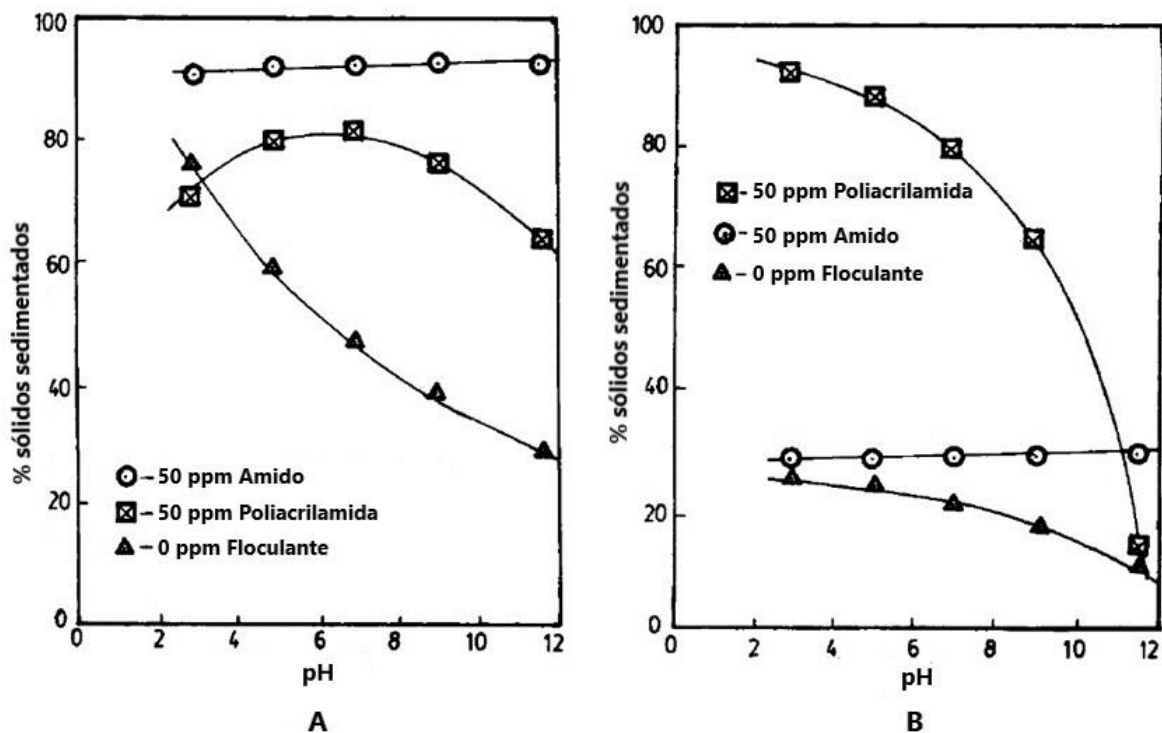 100
80
60
40
20
0
% sólidos sedimentados
– 50 ppm Amido
– 50 ppm Poliacrilamida
– 0 ppm Floculante
0 2 4 6 8 10 12
pH
A
100
80
60
40
20
0
% sólidos sedimentados
– 50 ppm Poliacrilamida
– 50 ppm Amido
– 0 ppm Floculante
0 2 4 6 8 10 12
pH
B